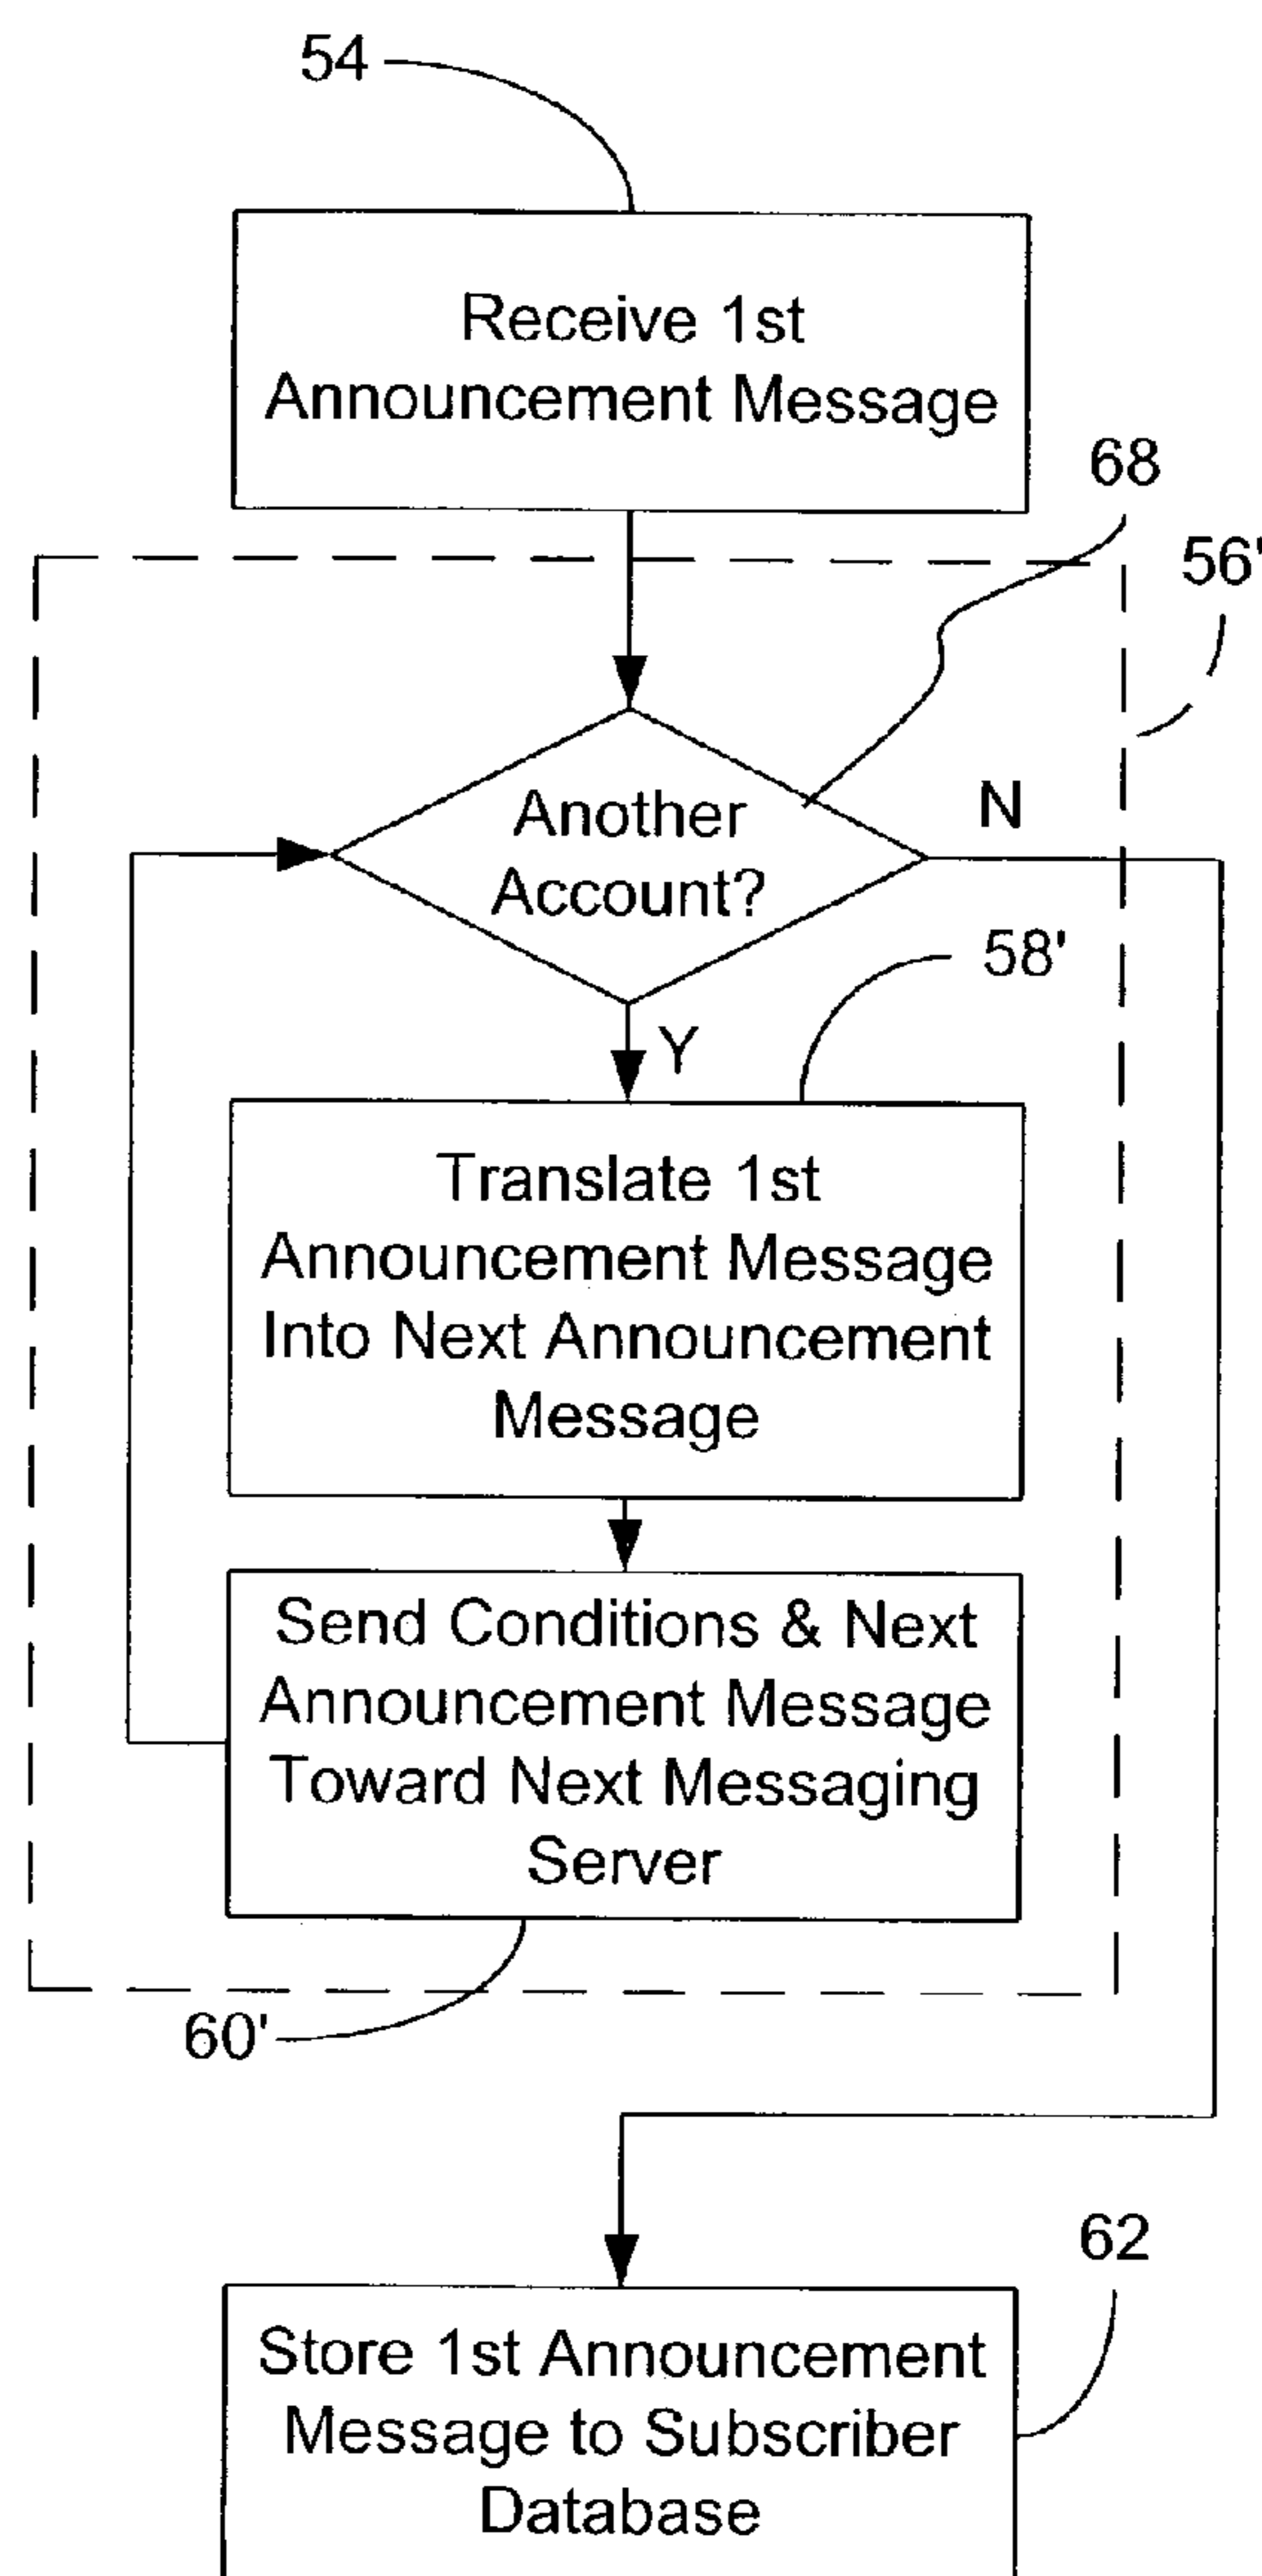 54
Receive 1st
Announcement Message
68
56'
Another
Account?
N
58'
Y
Translate 1st
Announcement Message
Into Next Announcement
Message
Send Conditions & Next
Announcement Message
Toward Next Messaging
Server
60'
62
Store 1st Announcement
Message to Subscriber
Database